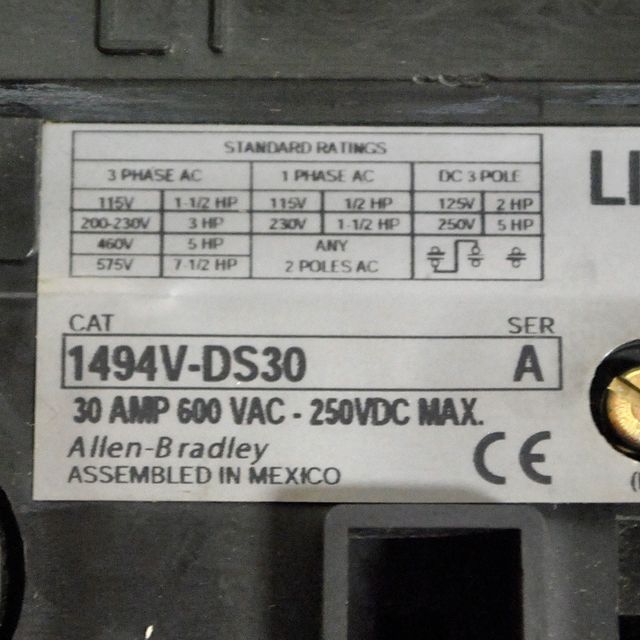 STANDARD RATINGS
3 PHASE AC 1 PHASE AC DC 3 POLE
115V 1-1/2 HP 115V 1/2 HP 125V 2 HP
200-230V 3 HP 230V 1-1/2 HP 250V 5 HP
460V 5 HP ANY
575V 7-1/2 HP 2 POLES AC
LI
CAT SER
1494V-DS30 A
30 AMP 600 VAC - 250VDC MAX.
Allen-Bradley
ASSEMBLED IN MEXICO CE